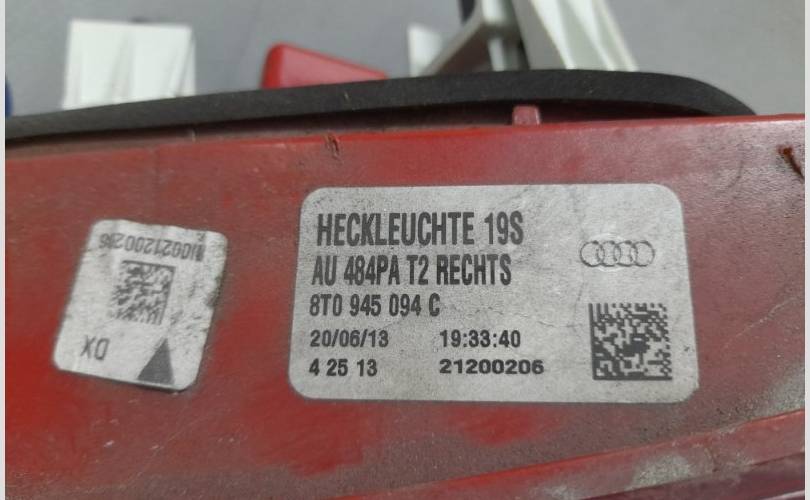 HECKLEUCHTE 19S
AU 484PA T2 RECHTS
8T0 945 094 C
20/06/13 19:33:40
4 25 13 21200206
DX